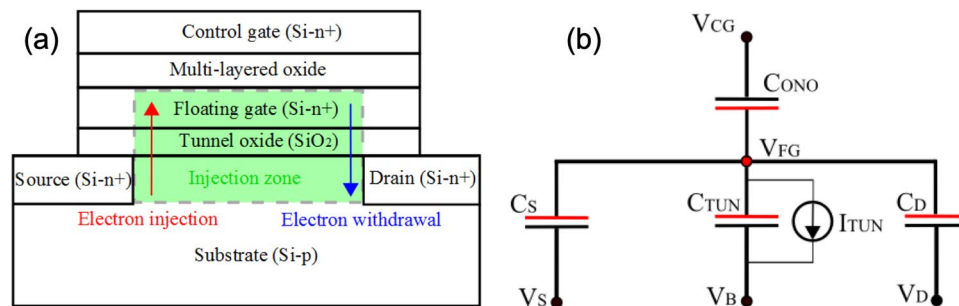 (a)
Control gate (Si-n+)
Multi-layered oxide
Floating gate (Si-n+)
Tunnel oxide (SiO₂)
Source (Si-n+)
Injection zone
Drain (Si-n+)
Electron injection
Electron withdrawal
Substrate (Si-p)
(b)
VCG
CONO
VFG
CS
CTUN
ITUN
CD
VS
VB
VD